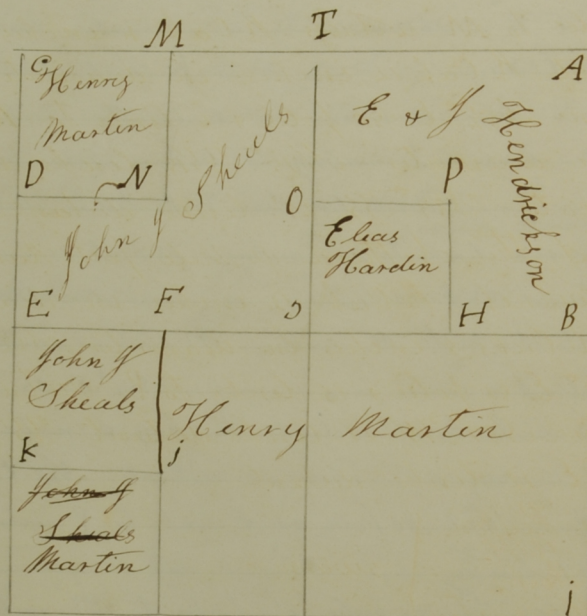 M T
C A
Henry
Martin
E & J Hendrickson
John J Sheals
D N P
O
Elias
Hardin
E F J H B
John J
Sheals
Henry Martin
K j
John J
Sheals
Martin
j